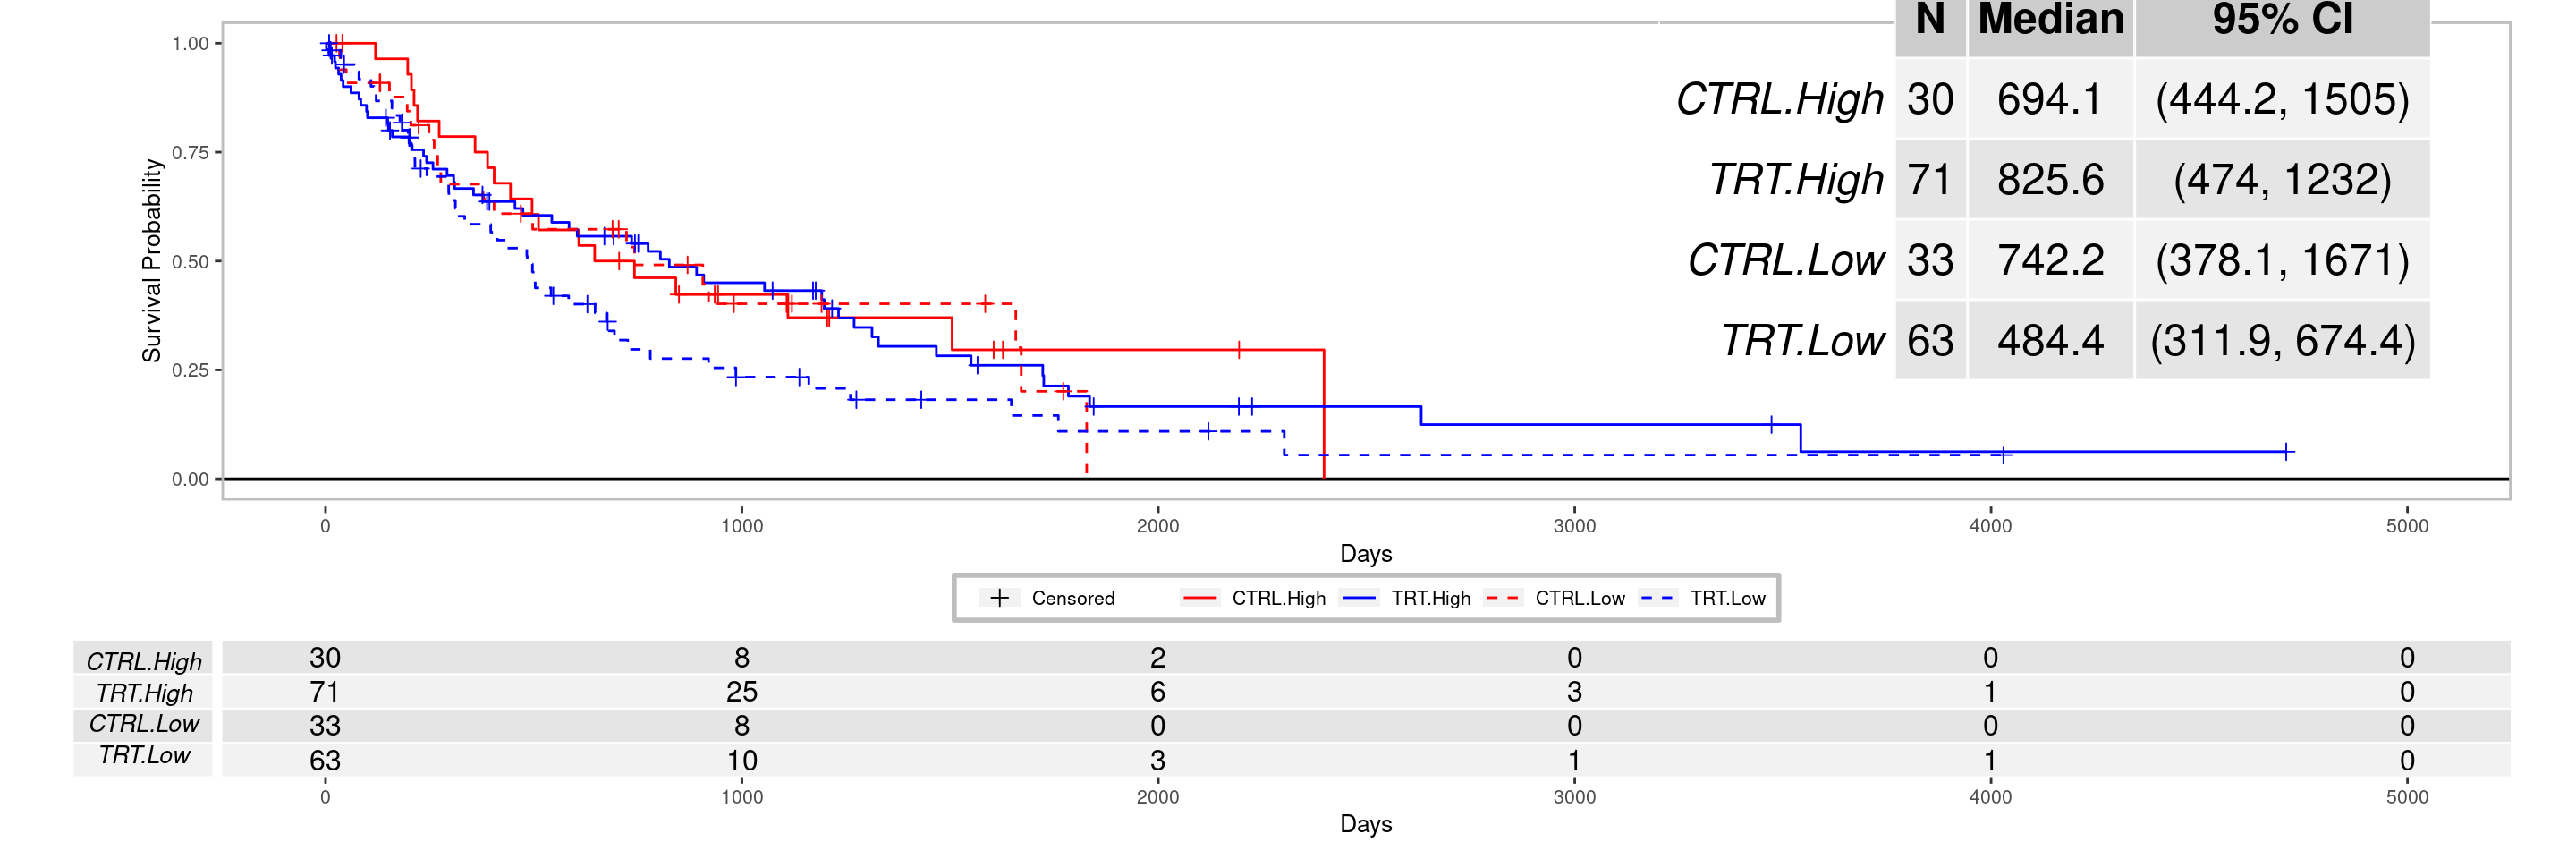 N Median 95% CI
CTRL.High 30 694.1 (444.2, 1505)
TRT.High 71 825.6 (474, 1232)
CTRL.Low 33 742.2 (378.1, 1671)
TRT.Low 63 484.4 (311.9, 674.4)
Survival Probability
1.00
0.75
0.50
0.25
0.00
0 1000 2000 3000 4000 5000
Days
Censored CTRL.High TRT.High CTRL.Low TRT.Low
CTRL.High 30 8 2 0 0 0
TRT.High 71 25 6 3 1 0
CTRL.Low 33 8 0 0 0 0
TRT.Low 63 10 3 1 1 0
0 1000 2000 3000 4000 5000
Days